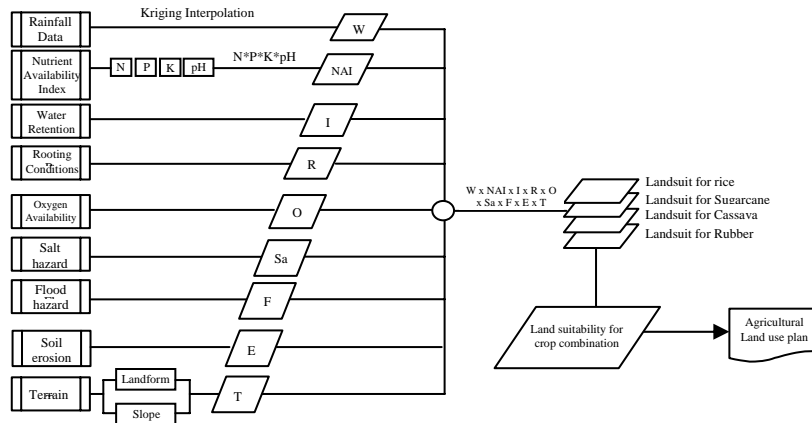 Kriging Interpolation
Rainfall
Data
W
Nutrient
Availability
Index
N P K pH
N*P*K*pH
NAI
Water
Retention
I
Rooting
Conditions
R
Oxygen
Availability
O
Salt
hazard
Sa
Flood
hazard
F
Soil
erosion
E
Terrain
Landform
Slope
T
W x NAI x I x R x O
x Sa x F x E x T
Landsuit for rice
Landsuit for Sugarcane
Landsuit for Cassava
Landsuit for Rubber
Land suitability for
crop combination
Agricultural
Land use plan